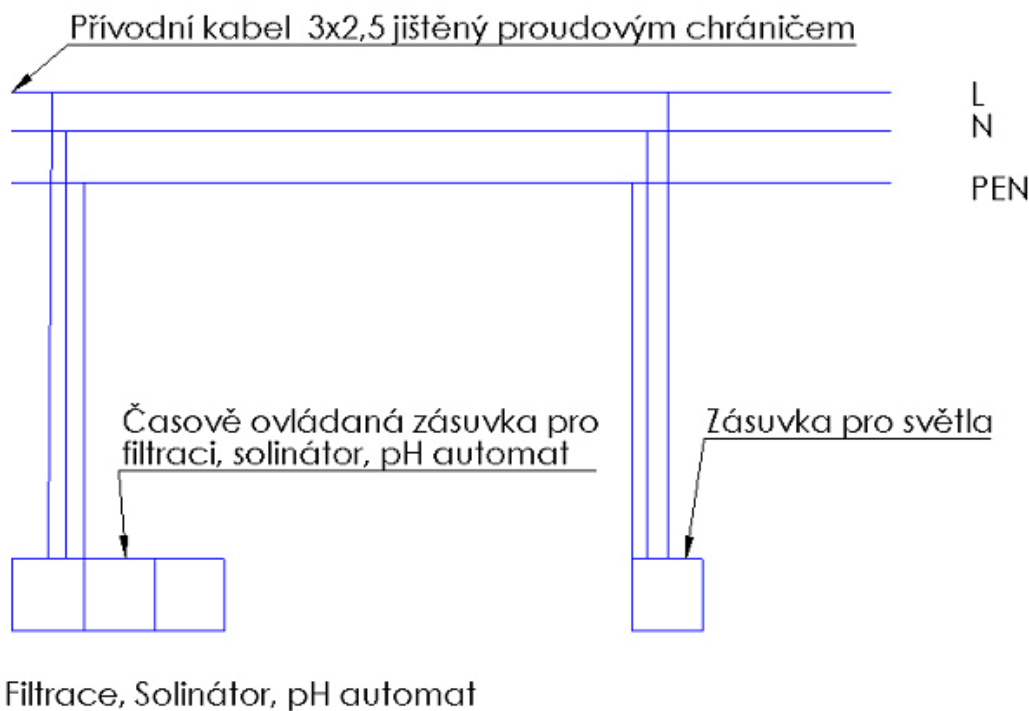 Přívodní kabel 3x2,5 jištěný proudovým chráničem
L
N
PEN
Časově ovládaná zásuvka pro
filtraci, solinátor, pH automat
Zásuvka pro světla
Filtrace, Solinátor, pH automat